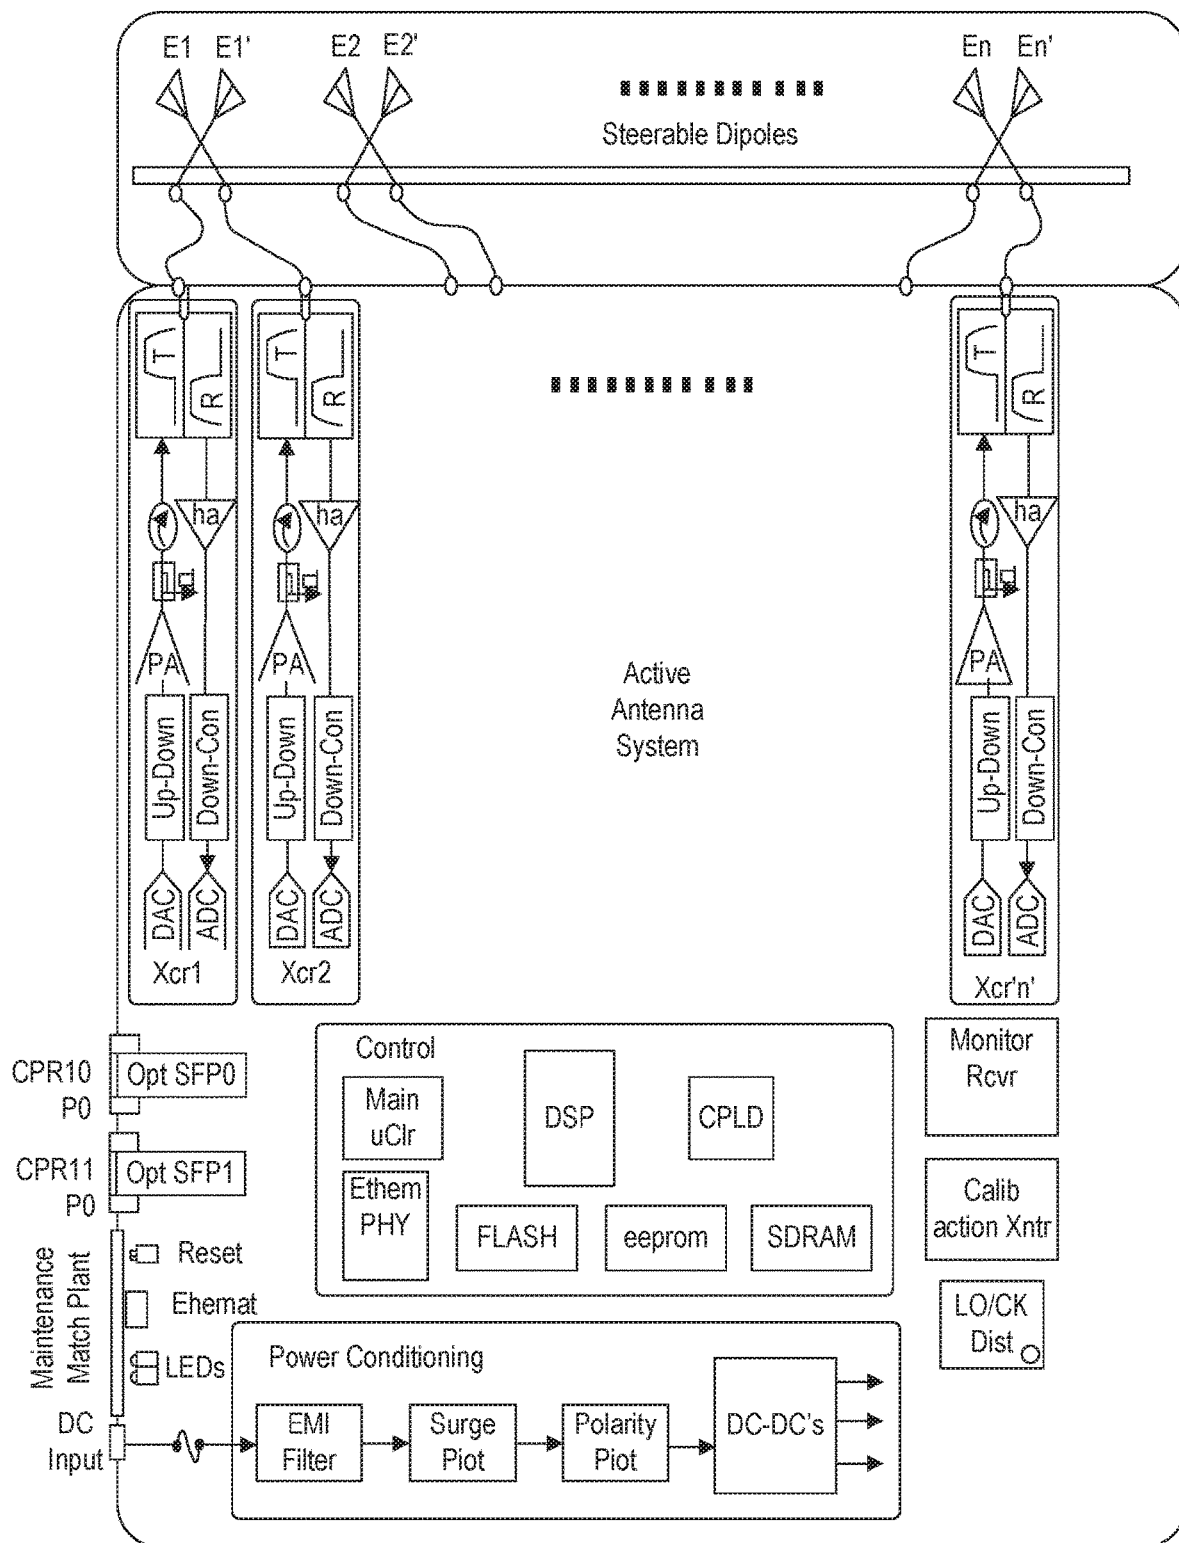 E1 E1' E2 E2' En En'
Steerable Dipoles
T R T R T R
ha ha ha
PA PA PA
Active
Antenna
System
Up-Down Down-Con Up-Down Down-Con Up-Down Down-Con
DAC ADC DAC ADC DAC ADC
Xcr1 Xcr2 Xcr'n'
CPR10
P0
Opt SFP0
CPR11
P0
Opt SFP1
Control
Main
uClr
DSP
CPLD
Ethem
PHY
FLASH
eeprom
SDRAM
Monitor
Rcvr
Calib
action Xntr
LO/CK
Dist
Maintenance
Match Plant
Reset
Ehemat
LEDs
DC
Input
Power Conditioning
EMI
Filter
Surge
Piot
Polarity
Piot
DC-DC's